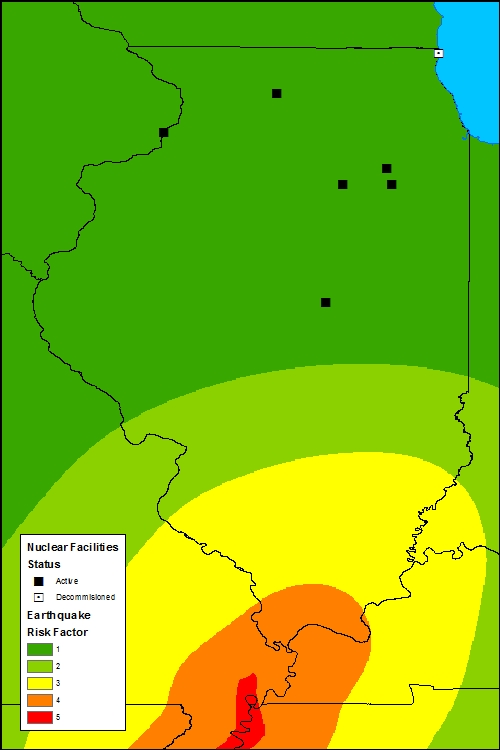 Nuclear Facilities
Status
Active
Decommisioned
Earthquake
Risk Factor
1
2
3
4
5